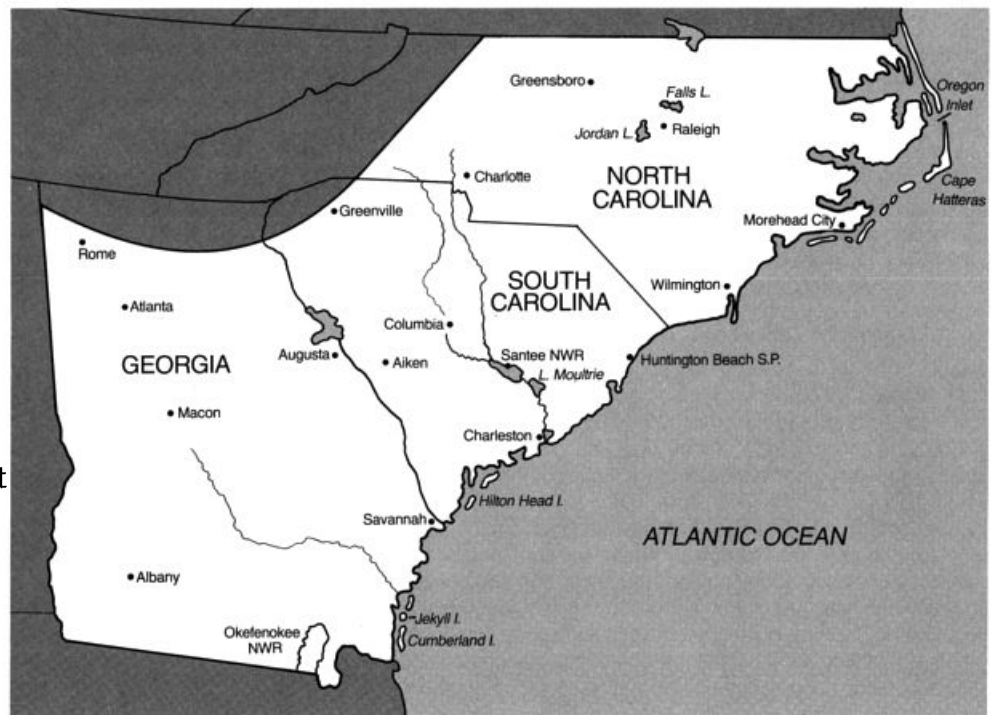 Greensboro
Falls L.
Oregon
Inlet
Jordan L.
Raleigh
Charlotte
NORTH
CAROLINA
Cape
Hatteras
Greenville
Morehead City
Rome
SOUTH
CAROLINA
Wilmington
Atlanta
Columbia
GEORGIA
Augusta
Aiken
Santee NWR
L. Moultrie
Huntington Beach S.P.
Macon
Charleston
t
Hilton Head I.
Savannah
ATLANTIC OCEAN
Albany
Jekyll I.
Okefenokee
NWR
Cumberland I.